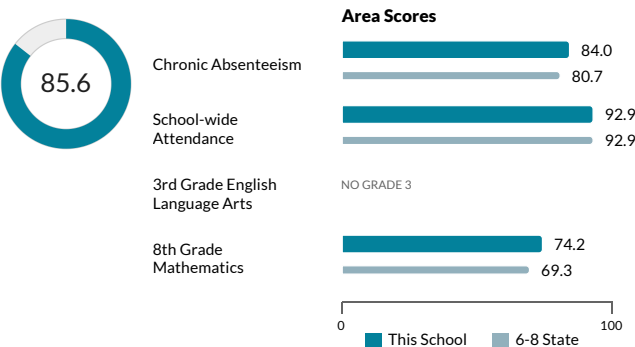 Area Scores
85.6
Chronic Absenteeism
84.0
80.7
School-wide
Attendance
92.9
92.9
3rd Grade English
Language Arts
NO GRADE 3
8th Grade
Mathematics
74.2
69.3
0
100
This School
6-8 State